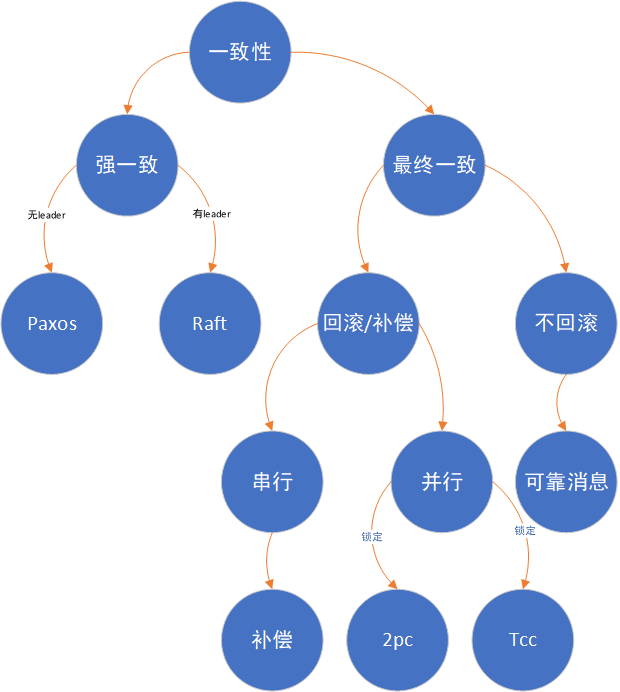 一致性
强一致
最终一致
无leader
有leader
Paxos
Raft
回滚/补偿
不回滚
串行
并行
可靠消息
锁定
锁定
补偿
2pc
Tcc